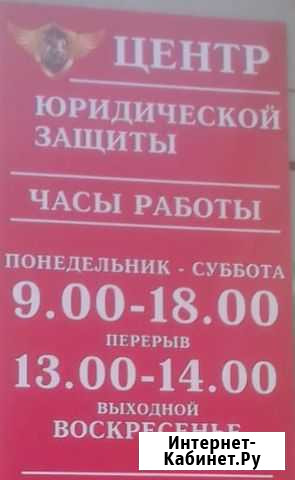 ЦЕНТР
ЮРИДИЧЕСКОЙ
ЗАЩИТЫ
ЧАСЫ РАБОТЫ
ПОНЕДЕЛЬНИК - СУББОТА
9.00-18.00
ПЕРЕРЫВ
13.00-14.00
ВЫХОДНОЙ
ВОСКРЕСЕНЬЕ
Интернет-
Кабинет.Ру